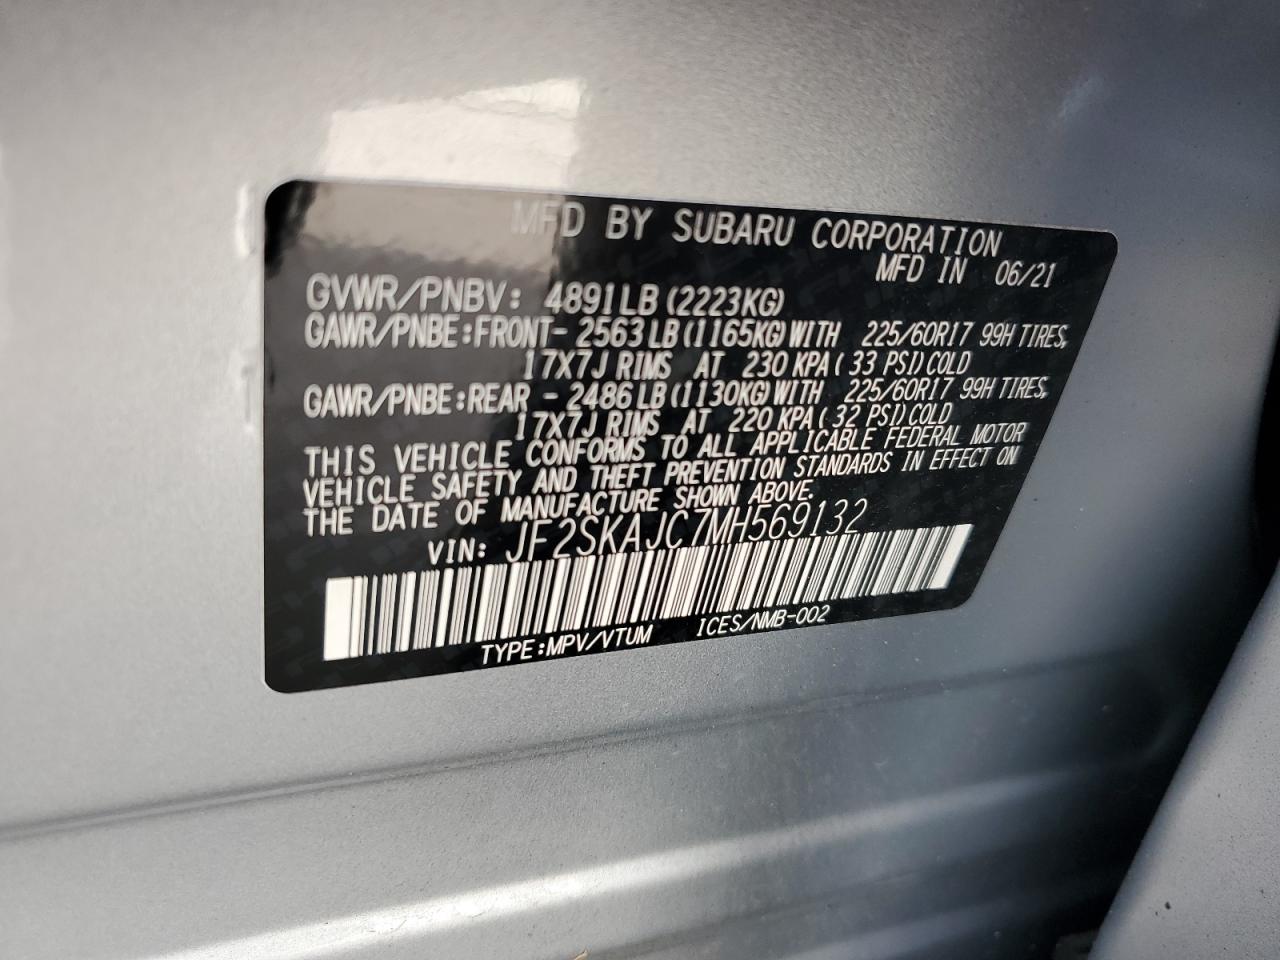 MFD BY SUBARU CORPORATION
MFD IN 06/21
GVWR/PNBV: 4891LB (2223KG)
GAWR/PNBE:FRONT- 2563LB (1165KG) WITH 225/60R17 99H TIRES,
17X7J RIMS AT 230 KPA ( 33 PSI) COLD
GAWR/PNBE:REAR - 2486LB (1130KG) WITH 225/60R17 99H TIRES,
17X7J RIMS AT 220 KPA ( 32 PSI) COLD
THIS VEHICLE CONFORMS TO ALL APPLICABLE FEDERAL MOTOR
VEHICLE SAFETY AND THEFT PREVENTION STANDARDS IN EFFECT ON
THE DATE OF MANUFACTURE SHOWN ABOVE.
VIN: JF2SKAJC7MH569132
TYPE:MPV/VTUM ICES/NMB-002